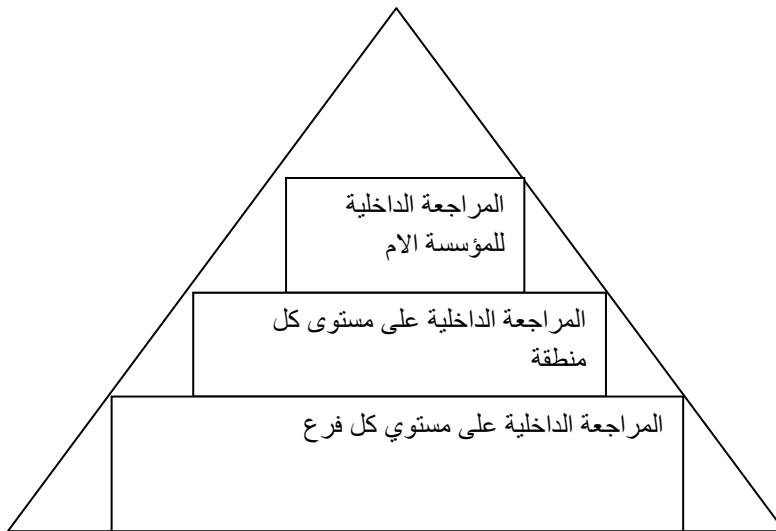 المراجعة الداخلية
للمؤسسة الام
المراجعة الداخلية على مستوى كل
منطقة
المراجعة الداخلية على مستوي كل فرع